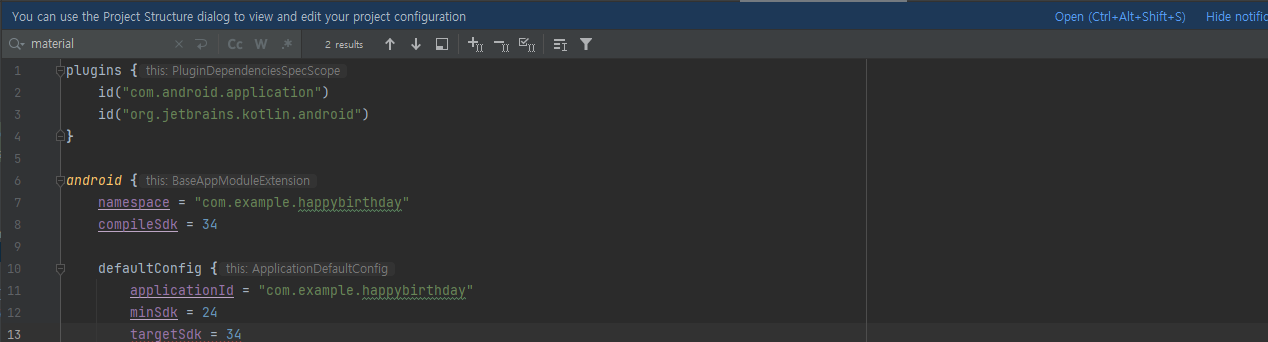 You can use the Project Structure dialog to view and edit your project configuration Open (Ctrl+Alt+Shift+S) Hide notific
material Cc W .* 2 results
1 plugins { this: PluginDependenciesSpecScope
2 id("com.android.application")
3 id("org.jetbrains.kotlin.android")
4 }
5
6 android { this: BaseAppModuleExtension
7 namespace = "com.example.happybirthday"
8 compileSdk = 34
9
10 defaultConfig { this: ApplicationDefaultConfig
11 applicationId = "com.example.happybirthday"
12 minSdk = 24
13 targetSdk = 34